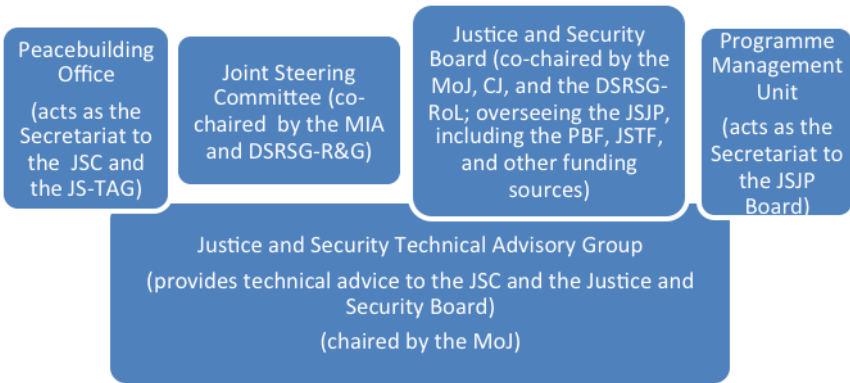 Peacebuilding
Office
(acts as the
Secretariat to
the JSC and
the JS-TAG)
Joint Steering
Committee (co-
chaired by the MIA
and DSRSG-R&G)
Justice and Security
Board (co-chaired by the
MoJ, CJ, and the DSRSG-
RoL; overseeing the JSJP,
including the PBF, JSTF,
and other funding
sources)
Programme
Management
Unit
(acts as the
Secretariat to
the JSJP
Board)
Justice and Security Technical Advisory Group
(provides technical advice to the JSC and the Justice and
Security Board)
(chaired by the MoJ)